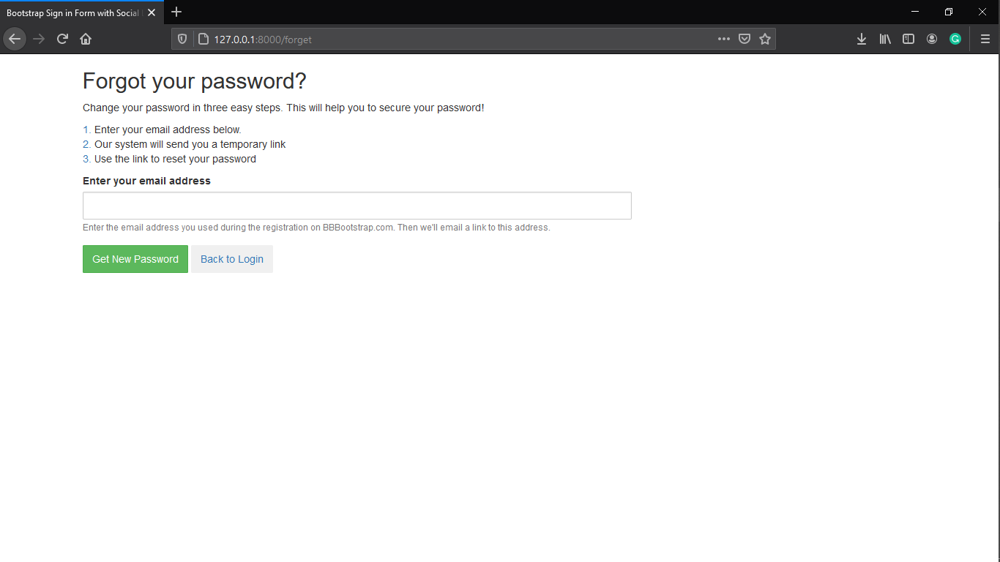 Bootstrap Sign in Form with Social
127.0.0.1:8000/forget
Forgot your password?
Change your password in three easy steps. This will help you to secure your password!
1. Enter your email address below.
2. Our system will send you a temporary link
3. Use the link to reset your password
Enter your email address
Enter the email address you used during the registration on BBBootstrap.com. Then we'll email a link to this address.
Get New Password Back to Login